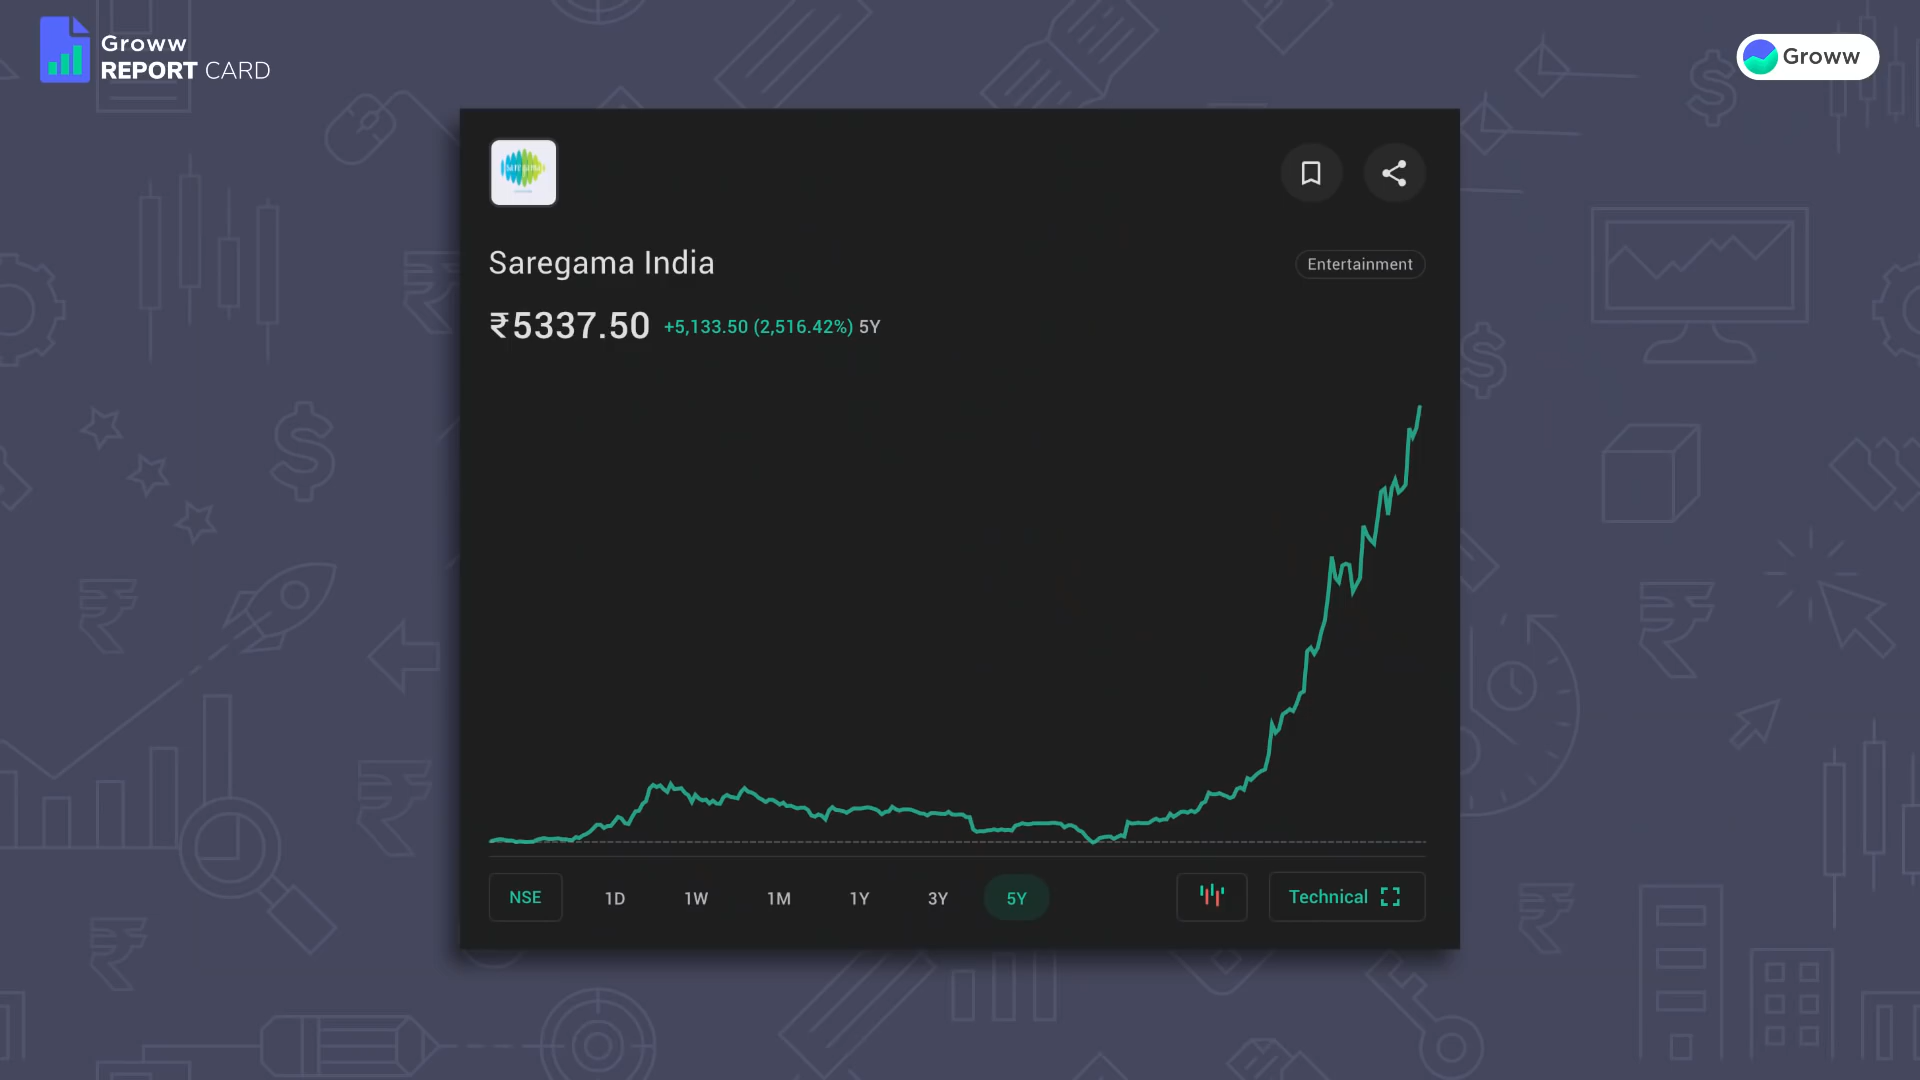 Groww
REPORT CARD
Groww
Saregama India
Entertainment
₹5337.50 +5,133.50 (2,516.42%) 5Y
NSE 1D 1W 1M 1Y 3Y 5Y Technical